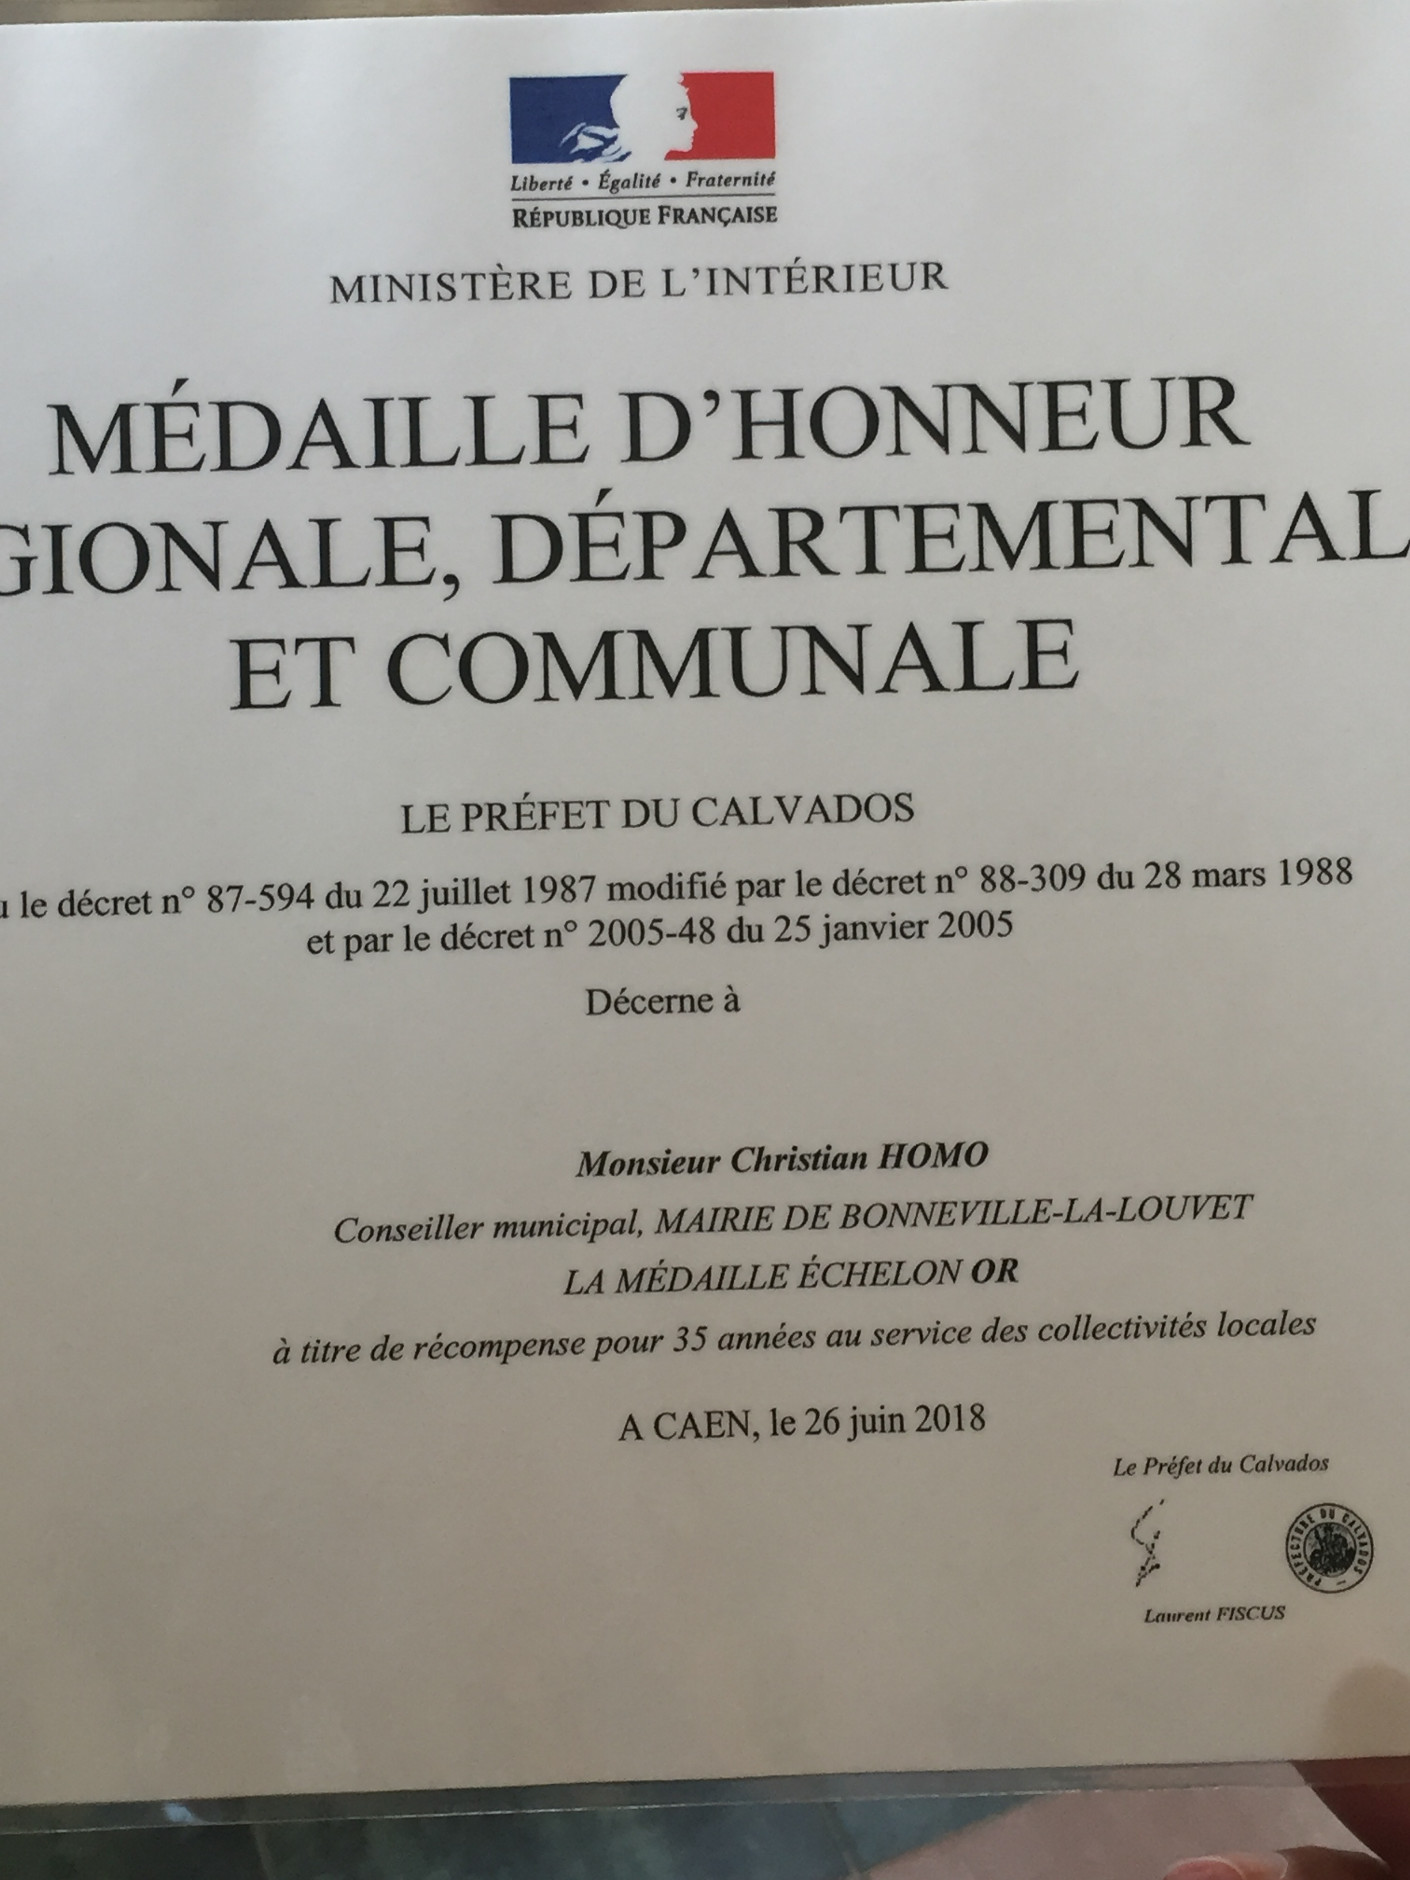 Liberté • Égalité • Fraternité
RÉPUBLIQUE FRANÇAISE
MINISTÈRE DE L'INTÉRIEUR
MÉDAILLE D'HONNEUR
GIONALE, DÉPARTEMENTAL
ET COMMUNALE
LE PRÉFET DU CALVADOS
u le décret n° 87-594 du 22 juillet 1987 modifié par le décret n° 88-309 du 28 mars 1988
et par le décret n° 2005-48 du 25 janvier 2005
Décerne à
Monsieur Christian HOMO
Conseiller municipal, MAIRIE DE BONNEVILLE-LA-LOUVET
LA MÉDAILLE ÉCHELON OR
à titre de récompense pour 35 années au service des collectivités locales
A CAEN, le 26 juin 2018
Le Préfet du Calvados
PRÉFECTURE DU CALVADOS
Laurent FISCUS